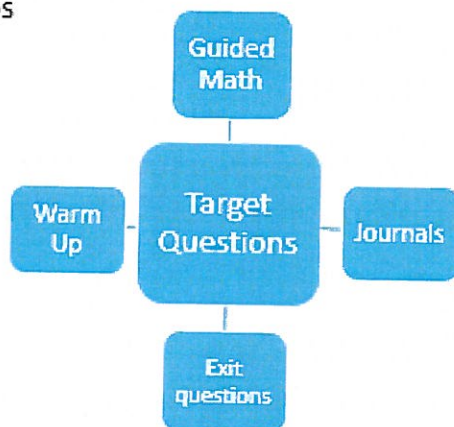 Guided
Math
Warm
Up
Target
Questions
Journals
Exit
questions